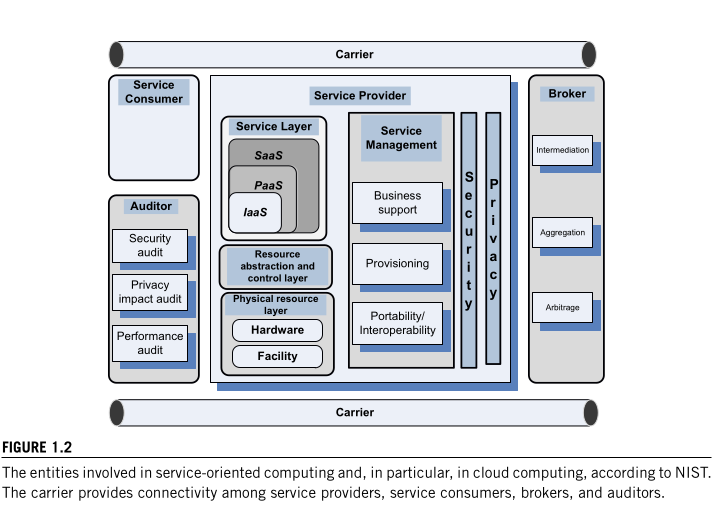 Carrier
Service
Consumer
Auditor
Security
audit
Privacy
impact audit
Performance
audit
Service Provider
Service Layer
SaaS
PaaS
IaaS
Resource
abstraction and
control layer
Physical resource
layer
Hardware
Facility
Service
Management
Business
support
Provisioning
Portability/
Interoperability
Security
Privacy
Broker
Intermediation
Aggregation
Arbitrage
Carrier
FIGURE 1.2
The entities involved in service-oriented computing and, in particular, in cloud computing, according to NIST.
The carrier provides connectivity among service providers, service consumers, brokers, and auditors.